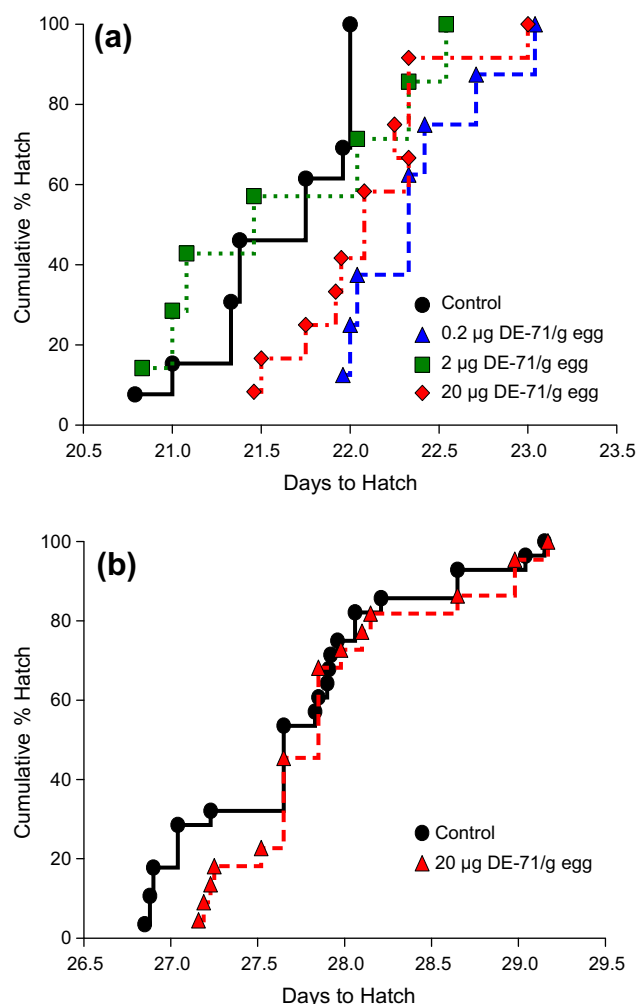 (a)
Cumulative % Hatch
100
80
60
40
20
0
20.5 21.0 21.5 22.0 22.5 23.0 23.5
Days to Hatch
Control
0.2 µg DE-71/g egg
2 µg DE-71/g egg
20 µg DE-71/g egg
(b)
Cumulative % Hatch
100
80
60
40
20
0
26.5 27.0 27.5 28.0 28.5 29.0 29.5
Days to Hatch
Control
20 µg DE-71/g egg